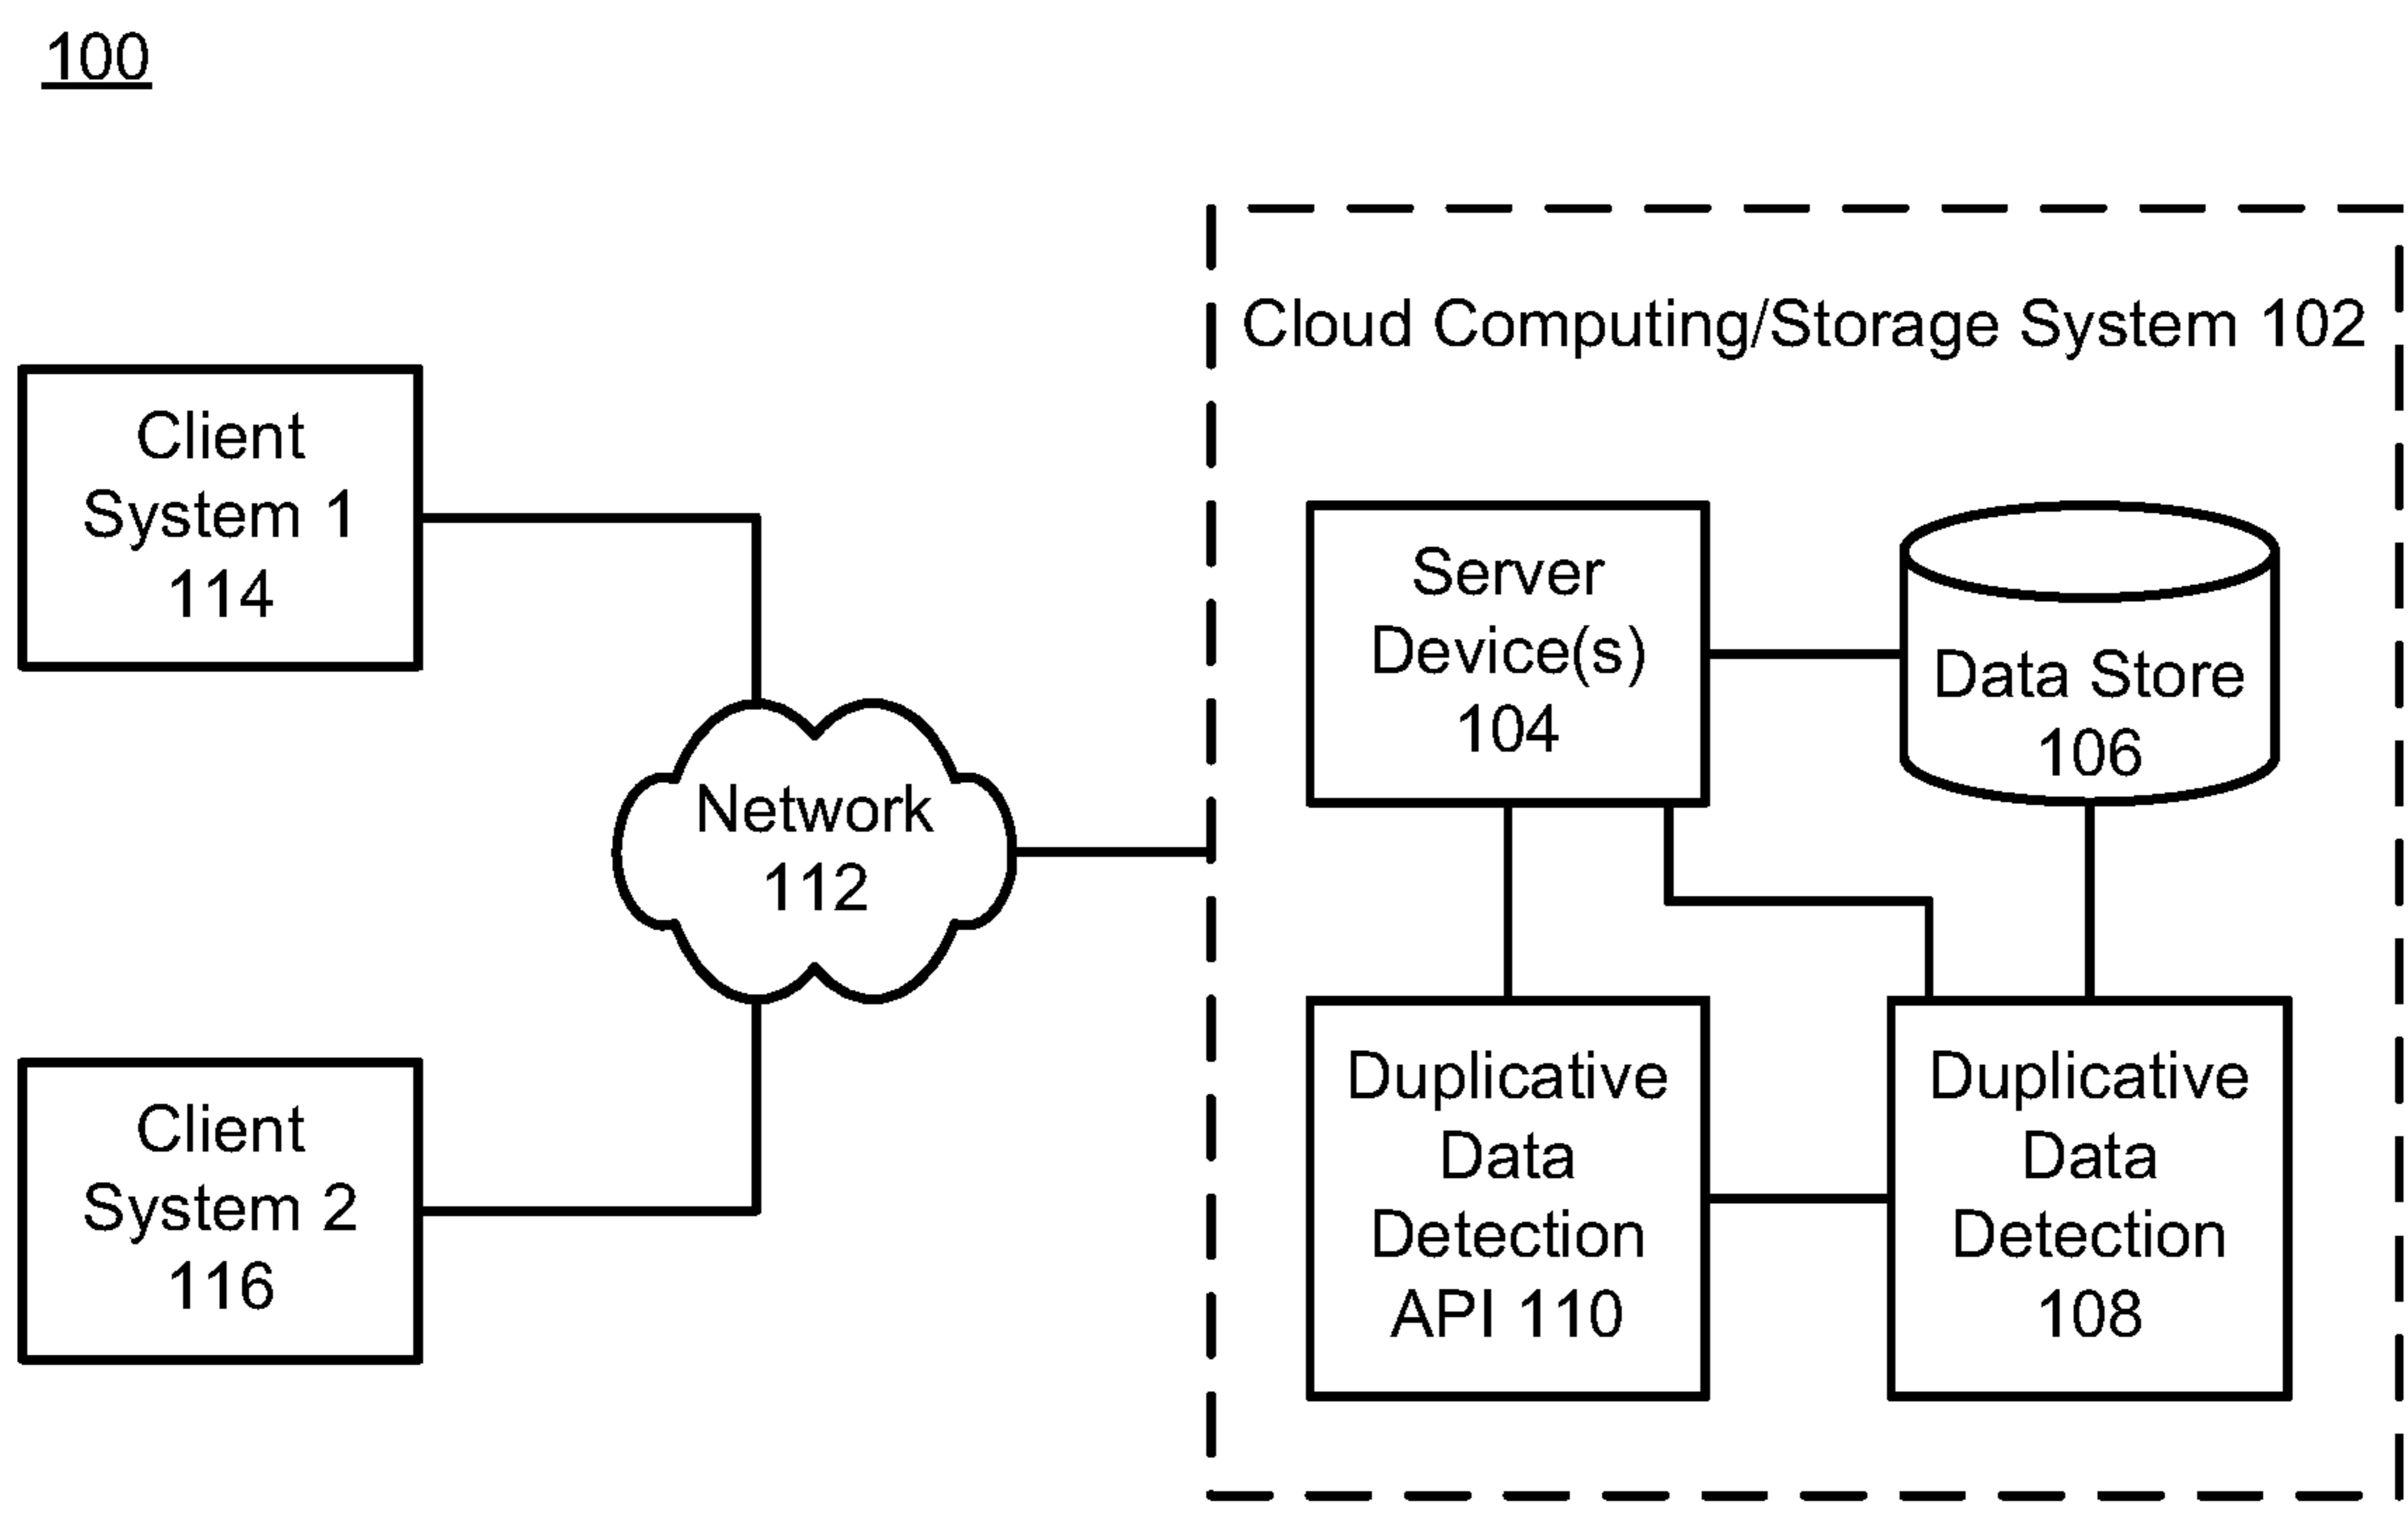 100
Cloud Computing/Storage System 102
Client
System 1
114
Server
Device(s)
104
Data Store
106
Network
112
Client
System 2
116
Duplicative
Data
Detection
API 110
Duplicative
Data
Detection
108